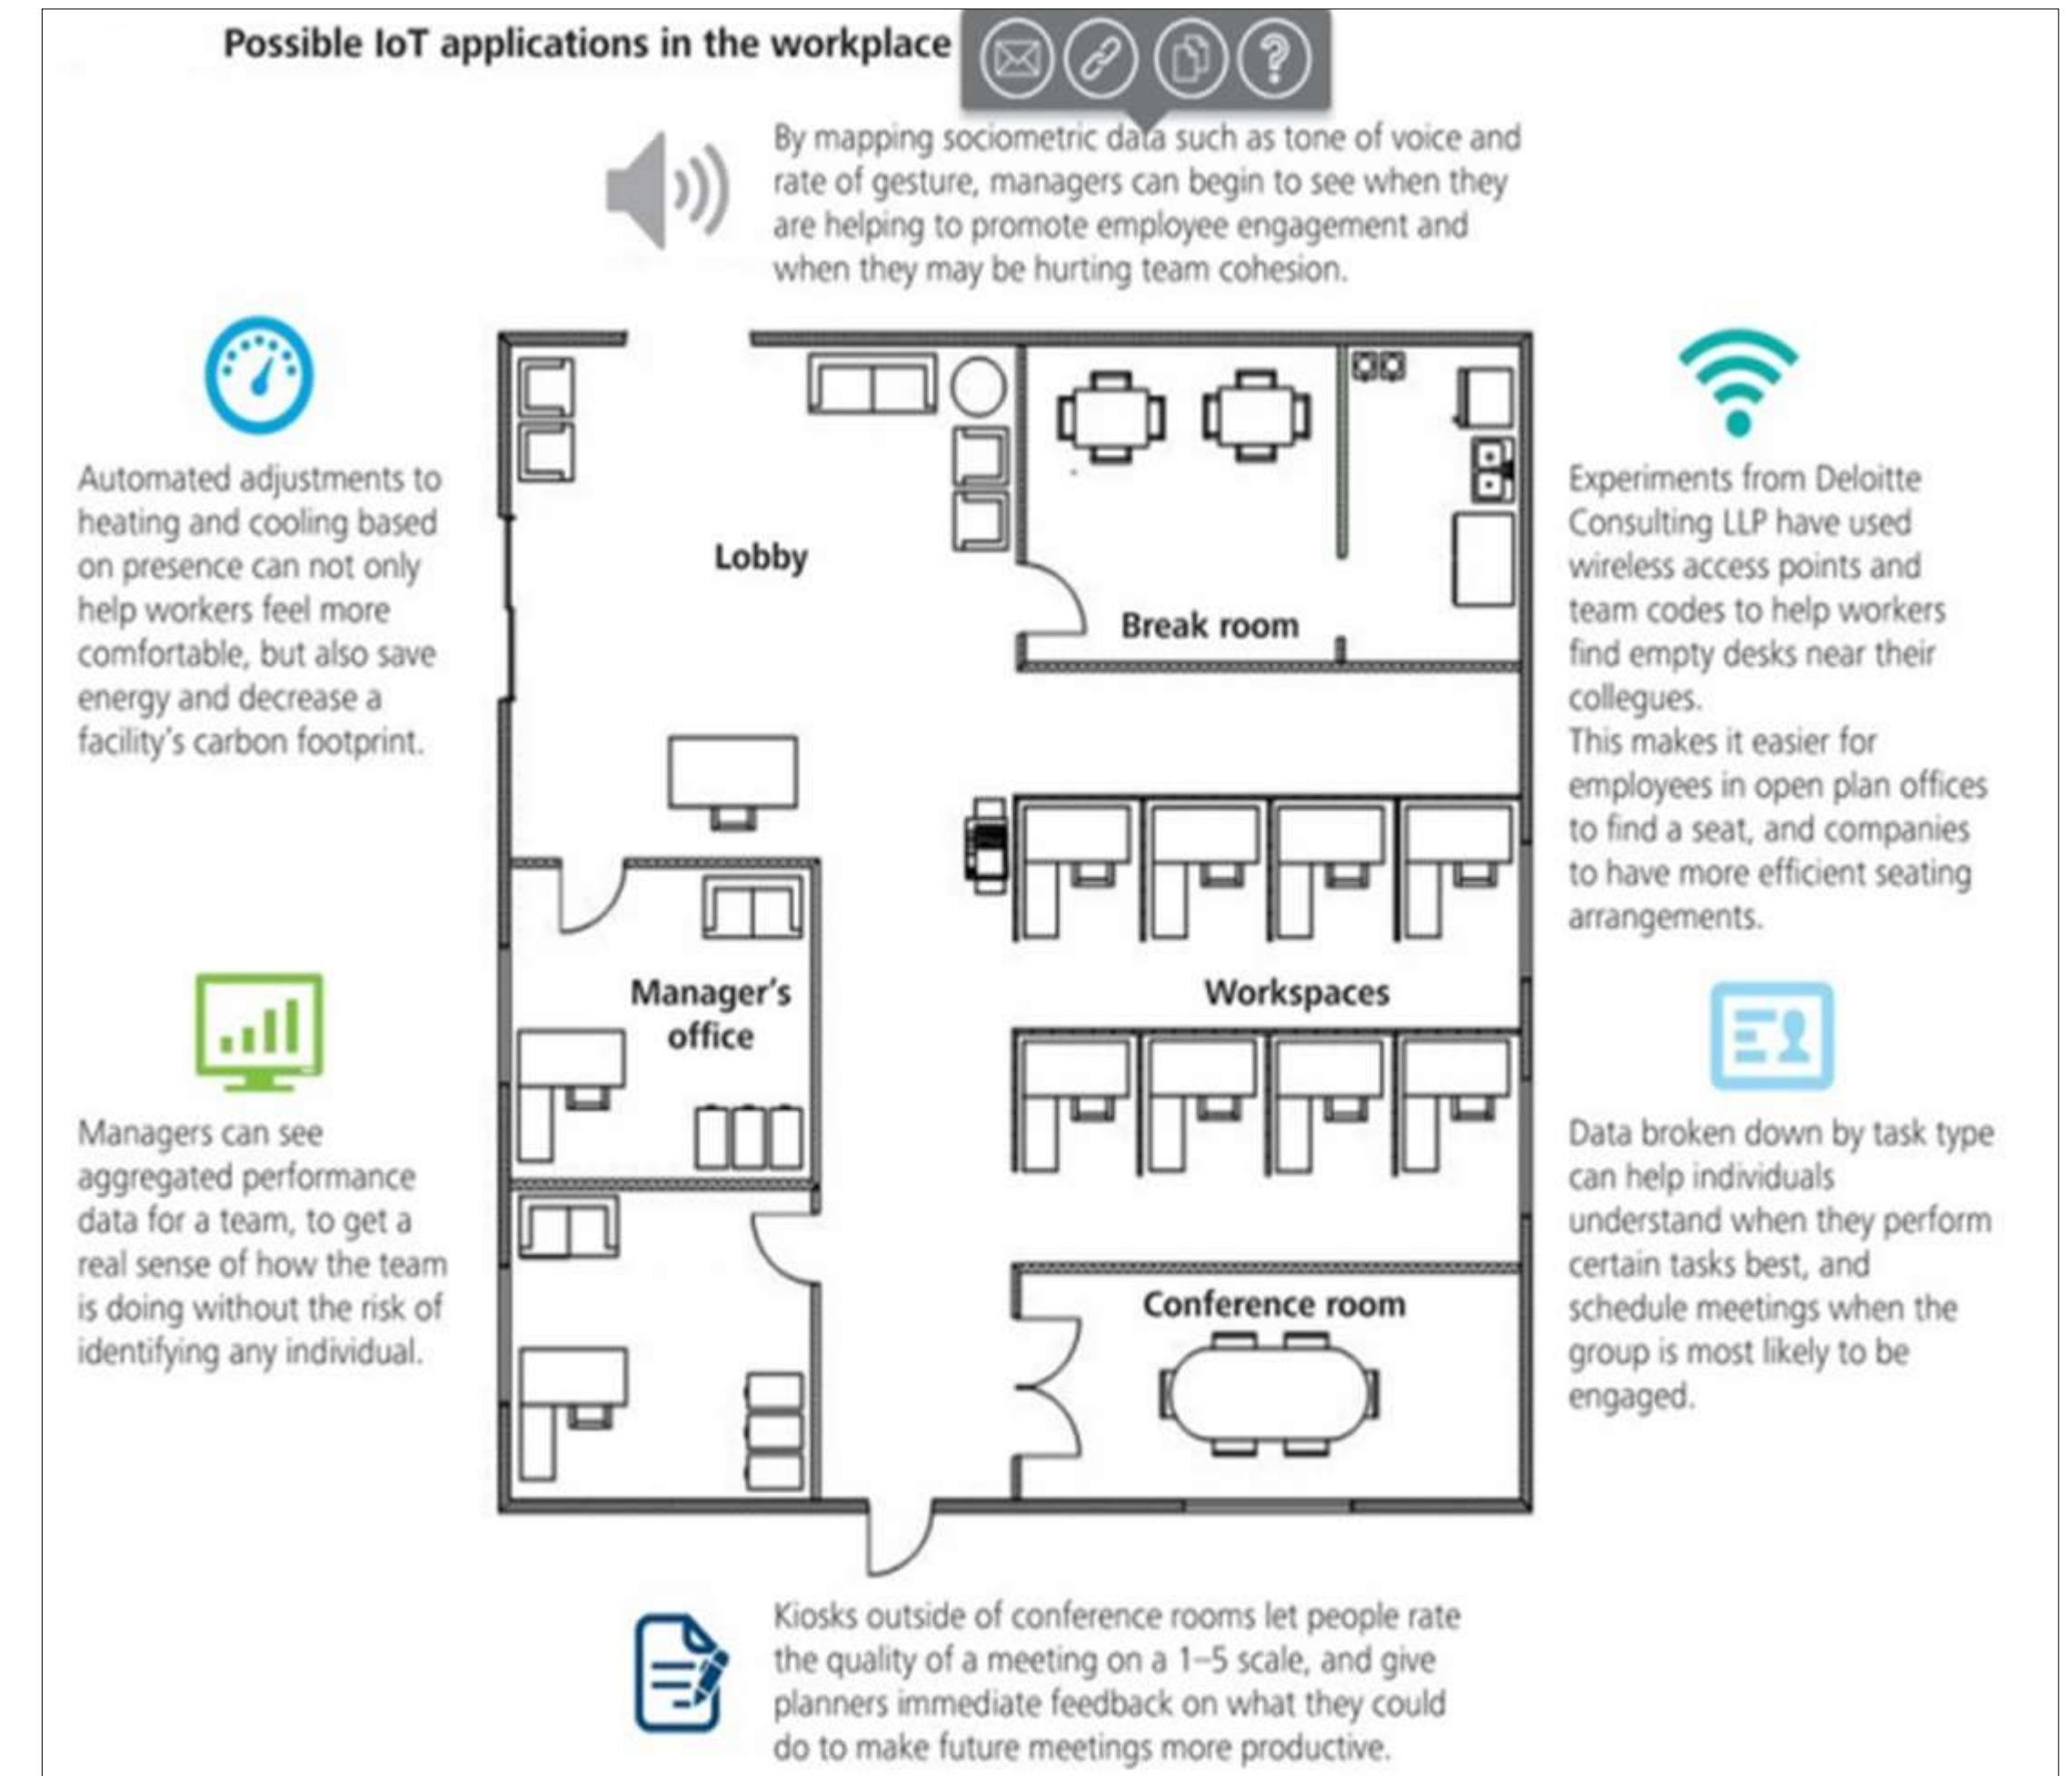 Possible IoT applications in the workplace
By mapping sociometric data such as tone of voice and
rate of gesture, managers can begin to see when they
are helping to promote employee engagement and
when they may be hurting team cohesion.
Automated adjustments to
heating and cooling based
on presence can not only
help workers feel more
comfortable, but also save
energy and decrease a
facility's carbon footprint.
Managers can see
aggregated performance
data for a team, to get a
real sense of how the team
is doing without the risk of
identifying any individual.
Lobby
Break room
Manager's
office
Workspaces
Conference room
Experiments from Deloitte
Consulting LLP have used
wireless access points and
team codes to help workers
find empty desks near their
collegues.
This makes it easier for
employees in open plan offices
to find a seat, and companies
to have more efficient seating
arrangements.
Data broken down by task type
can help individuals
understand when they perform
certain tasks best, and
schedule meetings when the
group is most likely to be
engaged.
Kiosks outside of conference rooms let people rate
the quality of a meeting on a 1–5 scale, and give
planners immediate feedback on what they could
do to make future meetings more productive.